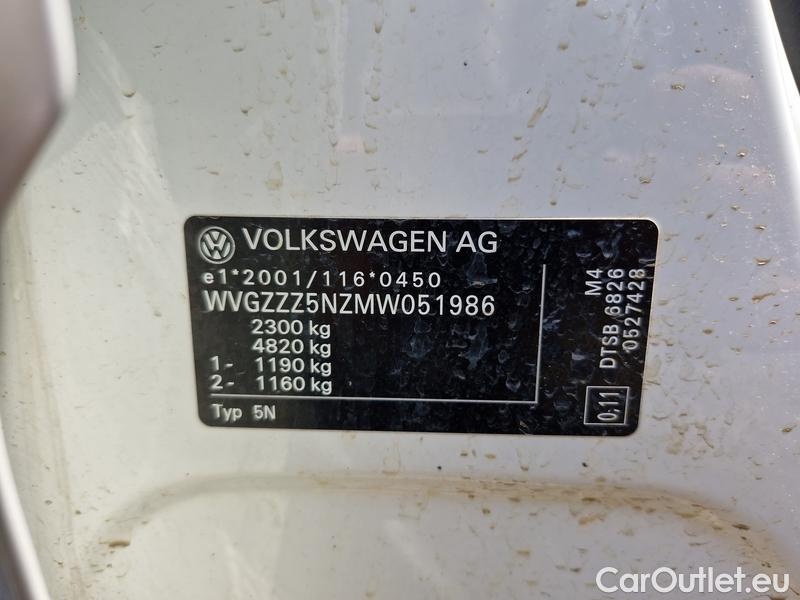 VOLKSWAGEN AG
e1*2001/116*0450
WVGZZZ5NZMW051986
2300 kg
4820 kg
1- 1190 kg
2- 1160 kg
Typ 5N
M4
DTSB 6826
0527428
0.11
CarOutlet.eu